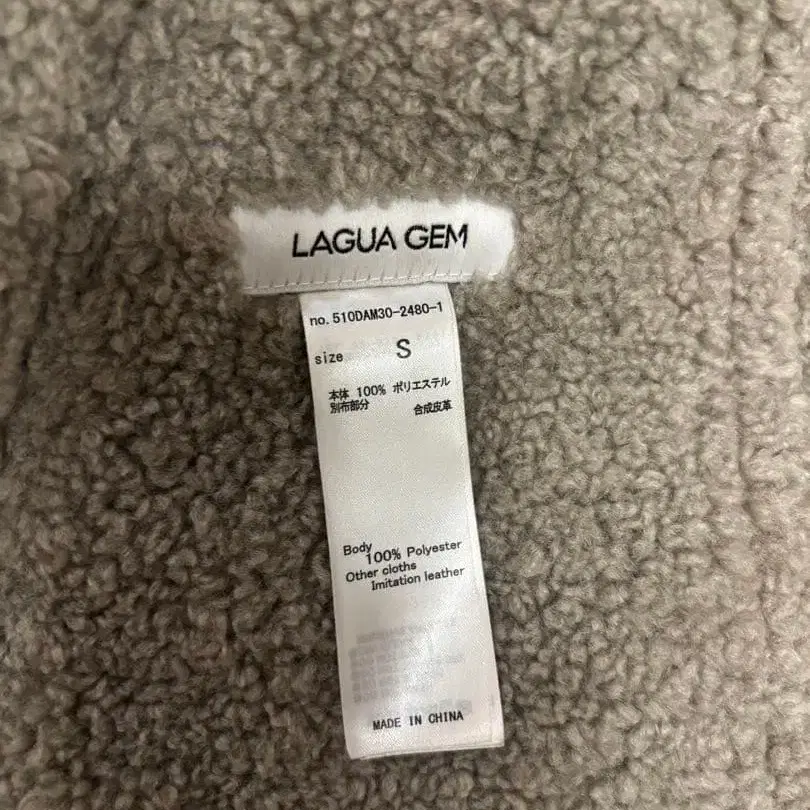 LAGUA GEM
no.510DAM30-2480-1
size S
本体 100% ポリエステル
別布部分 合成皮革
Body
100% Polyester
Other cloths
Imitation leather
MADE IN CHINA